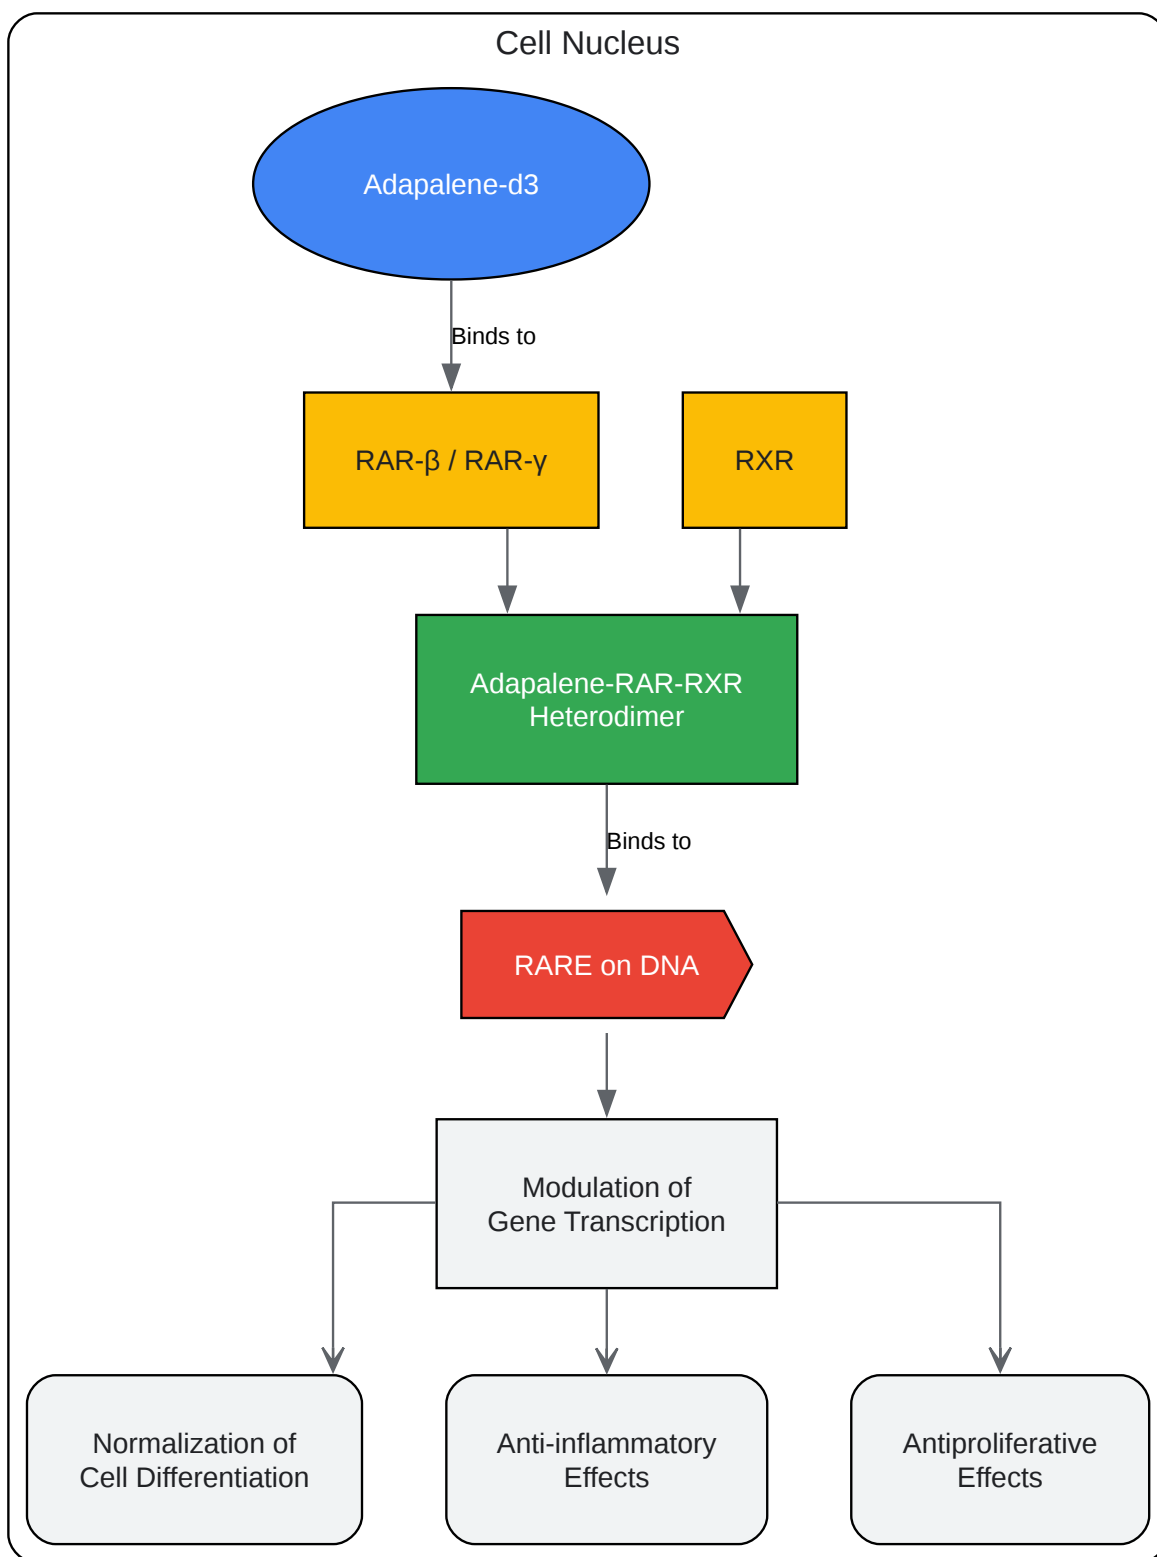 Cell Nucleus
Adapalene-d3
Binds to
RAR-β / RAR-γ
RXR
Adapalene-RAR-RXR
Heterodimer
Binds to
RARE on DNA
Modulation of
Gene Transcription
Normalization of
Cell Differentiation
Anti-inflammatory
Effects
Antiproliferative
Effects